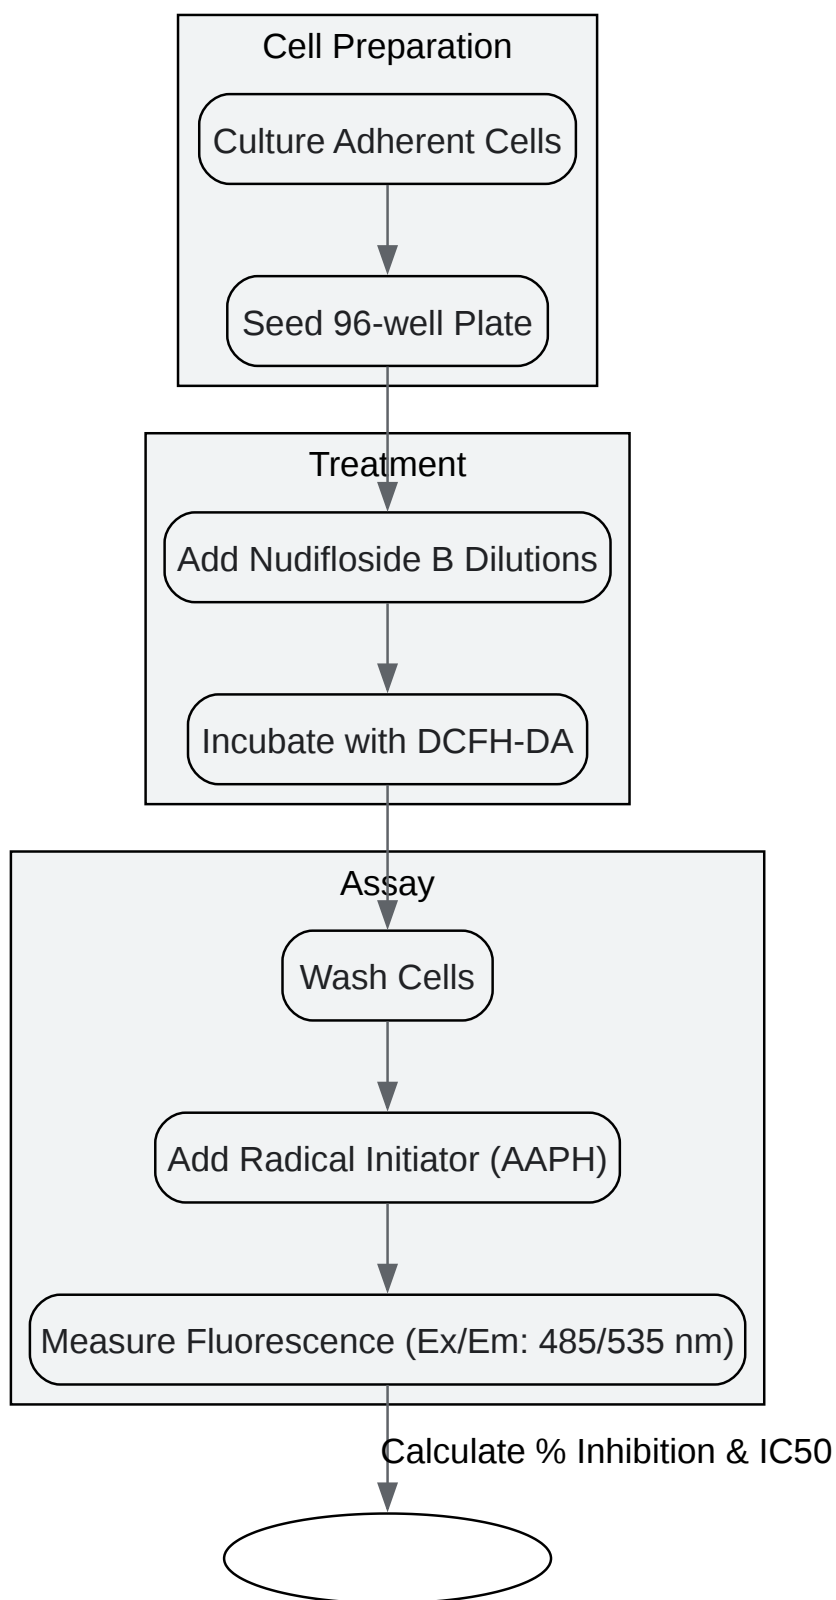 Cell Preparation
Culture Adherent Cells
Seed 96-well Plate
Treatment
Add Nudifloside B Dilutions
Incubate with DCFH-DA
Assay
Wash Cells
Add Radical Initiator (AAPH)
Measure Fluorescence (Ex/Em: 485/535 nm)
Calculate % Inhibition & IC50